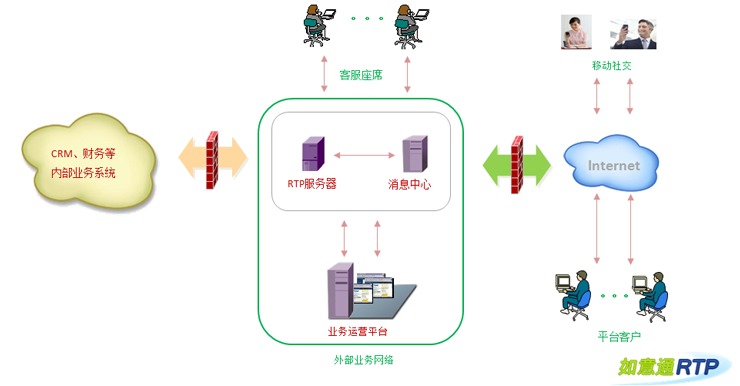 客服座席
移动社交
CRM、财务等
内部业务系统
RTP服务器
消息中心
Internet
业务运营平台
平台客户
外部业务网络
如意通RTP